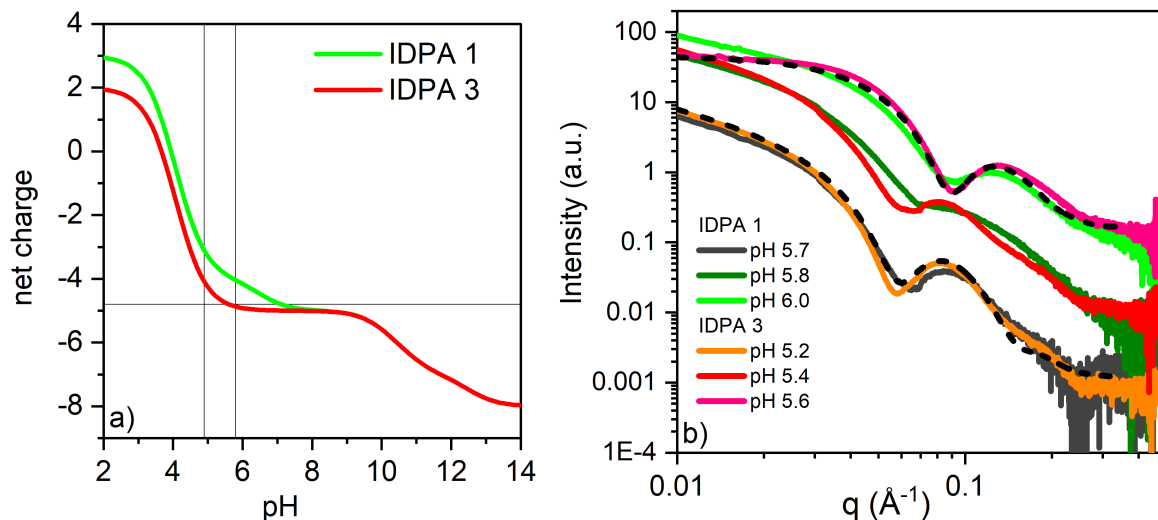 4
2
0
-2
-4
-6
-8
net charge
IDPA 1
IDPA 3
a)
2 4 6 8 10 12 14
pH
100
10
1
0.1
0.01
0.001
1E-4
Intensity (a.u.)
IDPA 1
pH 5.7
pH 5.8
pH 6.0
IDPA 3
pH 5.2
pH 5.4
pH 5.6
b)
0.01 0.1
q (Å⁻¹)